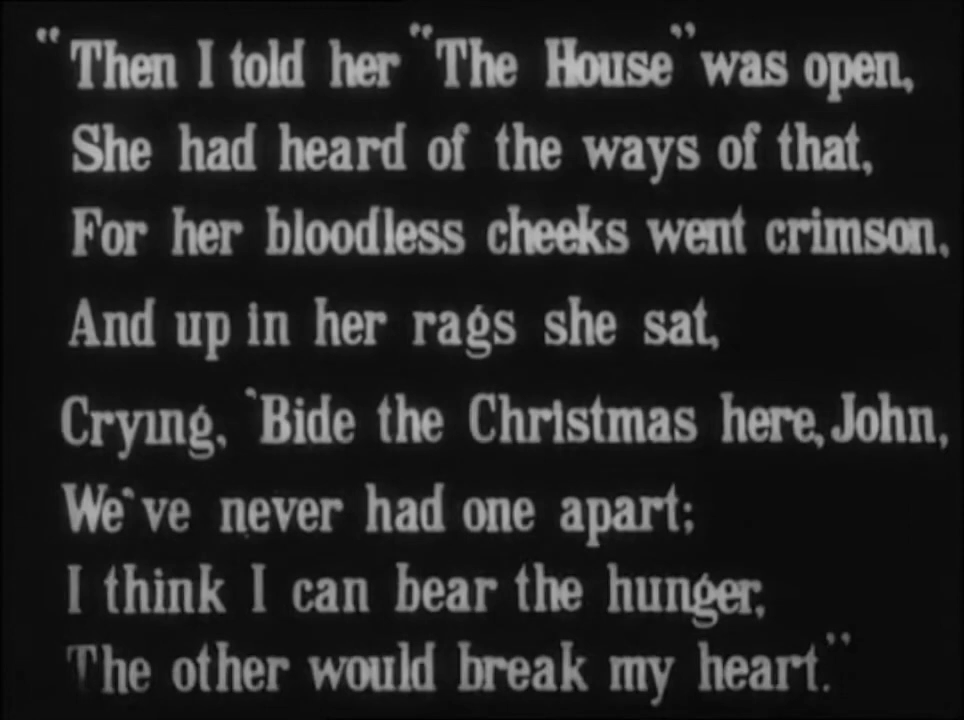 “Then I told her “The House” was open,
She had heard of the ways of that,
For her bloodless cheeks went crimson,
And up in her rags she sat,
Crying, ‘Bide the Christmas here, John,
We‘ve never had one apart;
I think I can bear the hunger,
The other would break my heart.”